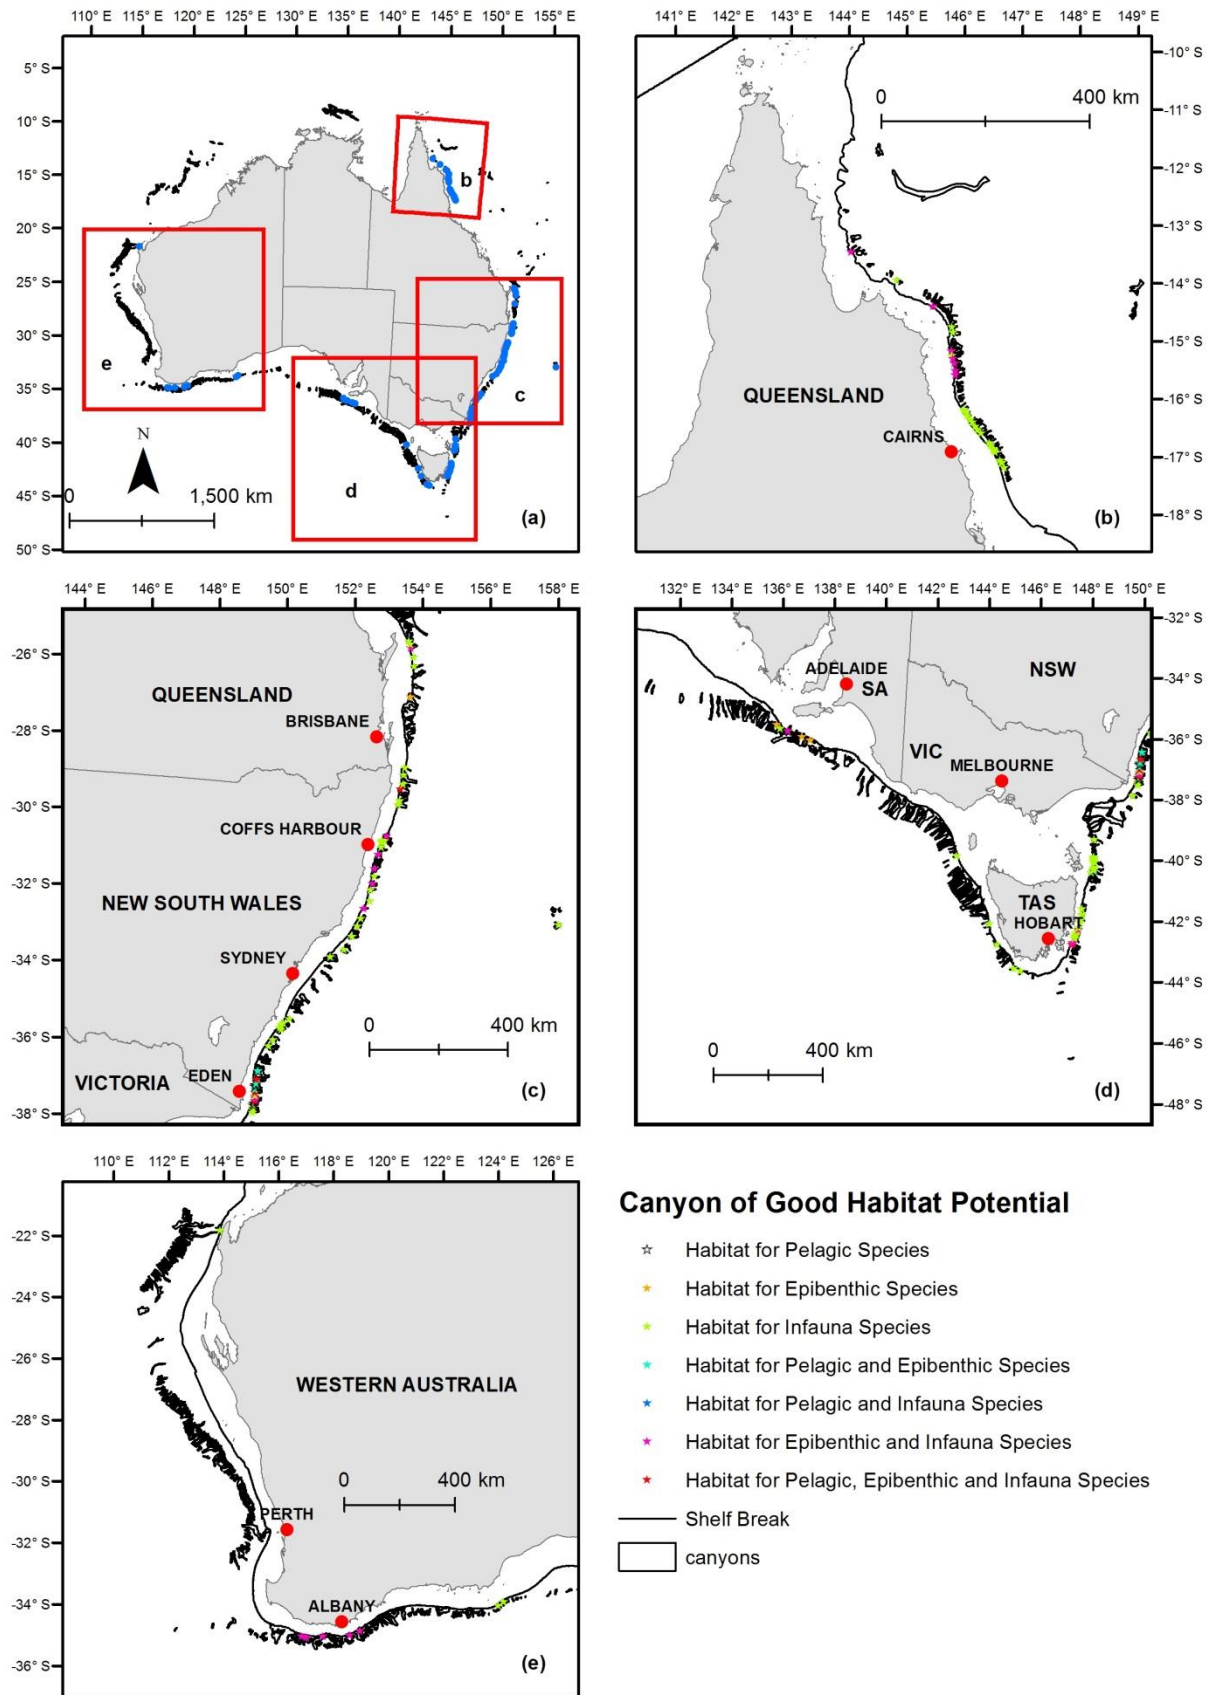 110° E 115° E 120° E 125° E 130° E 135° E 140° E 145° E 150° E 155° E
5° S
10° S
15° S
20° S
25° S
30° S
35° S
40° S
45° S
50° S
b
e
c
d
N
0 1,500 km
(a)
141° E 142° E 143° E 144° E 145° E 146° E 147° E 148° E 149° E
-10° S
-11° S
-12° S
-13° S
-14° S
-15° S
-16° S
-17° S
-18° S
0 400 km
QUEENSLAND
CAIRNS
(b)
144° E 146° E 148° E 150° E 152° E 154° E 156° E 158° E
-26° S
-28° S
-30° S
-32° S
-34° S
-36° S
-38° S
QUEENSLAND
BRISBANE
COFFS HARBOUR
NEW SOUTH WALES
SYDNEY
0 400 km
EDEN
VICTORIA
(c)
132° E 134° E 136° E 138° E 140° E 142° E 144° E 146° E 148° E 150° E
-32° S
-34° S
-36° S
-38° S
-40° S
-42° S
-44° S
-46° S
-48° S
NSW
ADELAIDE
SA
VIC
MELBOURNE
TAS
HOBART
0 400 km
(d)
110° E 112° E 114° E 116° E 118° E 120° E 122° E 124° E 126° E
-22° S
-24° S
-26° S
-28° S
-30° S
-32° S
-34° S
-36° S
WESTERN AUSTRALIA
0 400 km
PERTH
ALBANY
(e)
Canyon of Good Habitat Potential
Habitat for Pelagic Species
Habitat for Epibenthic Species
Habitat for Infauna Species
Habitat for Pelagic and Epibenthic Species
Habitat for Pelagic and Infauna Species
Habitat for Epibenthic and Infauna Species
Habitat for Pelagic, Epibenthic and Infauna Species
Shelf Break
canyons